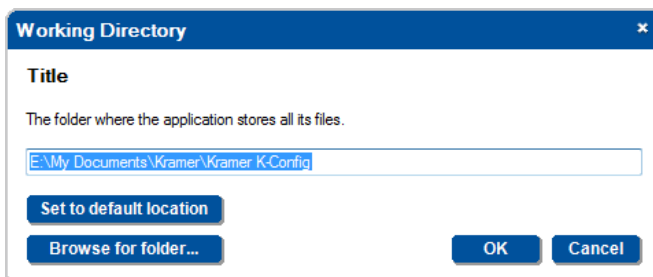 Working Directory
Title
The folder where the application stores all its files.
E:\My Documents\Kramer\Kramer K-Config
Set to default location
Browse for folder...
OK
Cancel